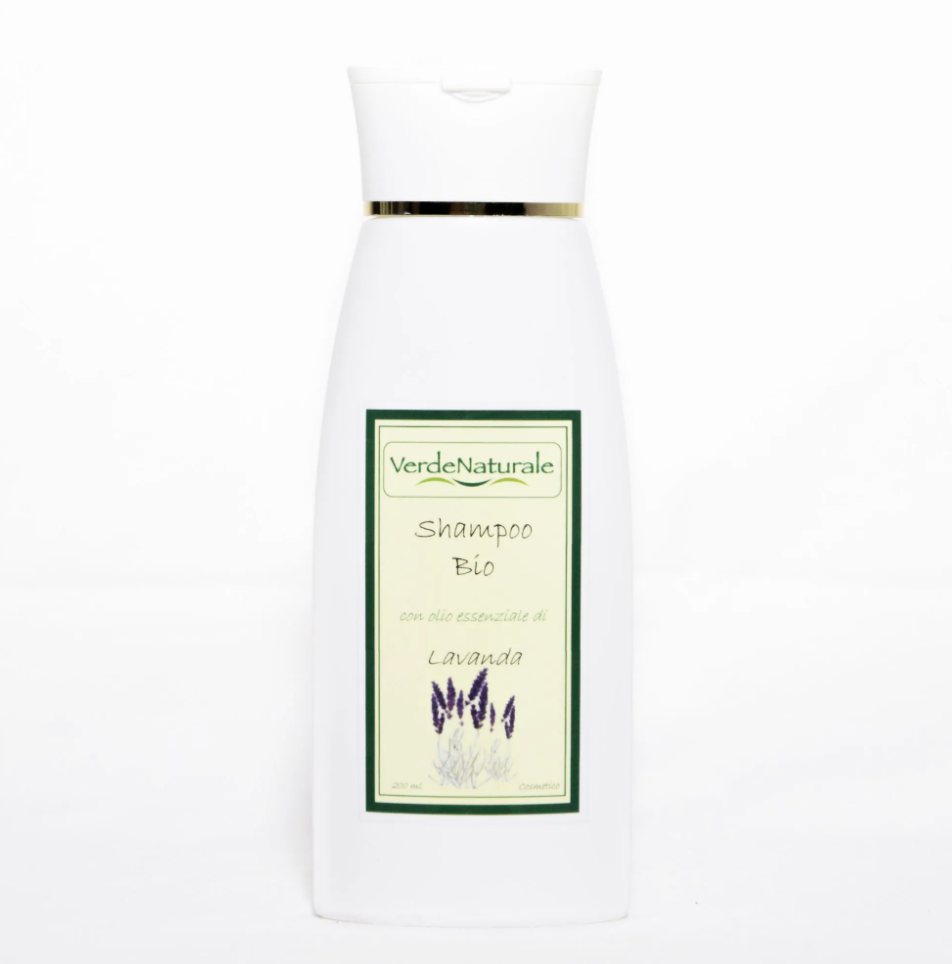 VerdeNaturale
Shampoo
Bio
con olio essenziale di
Lavanda
200 ml Cosmetico